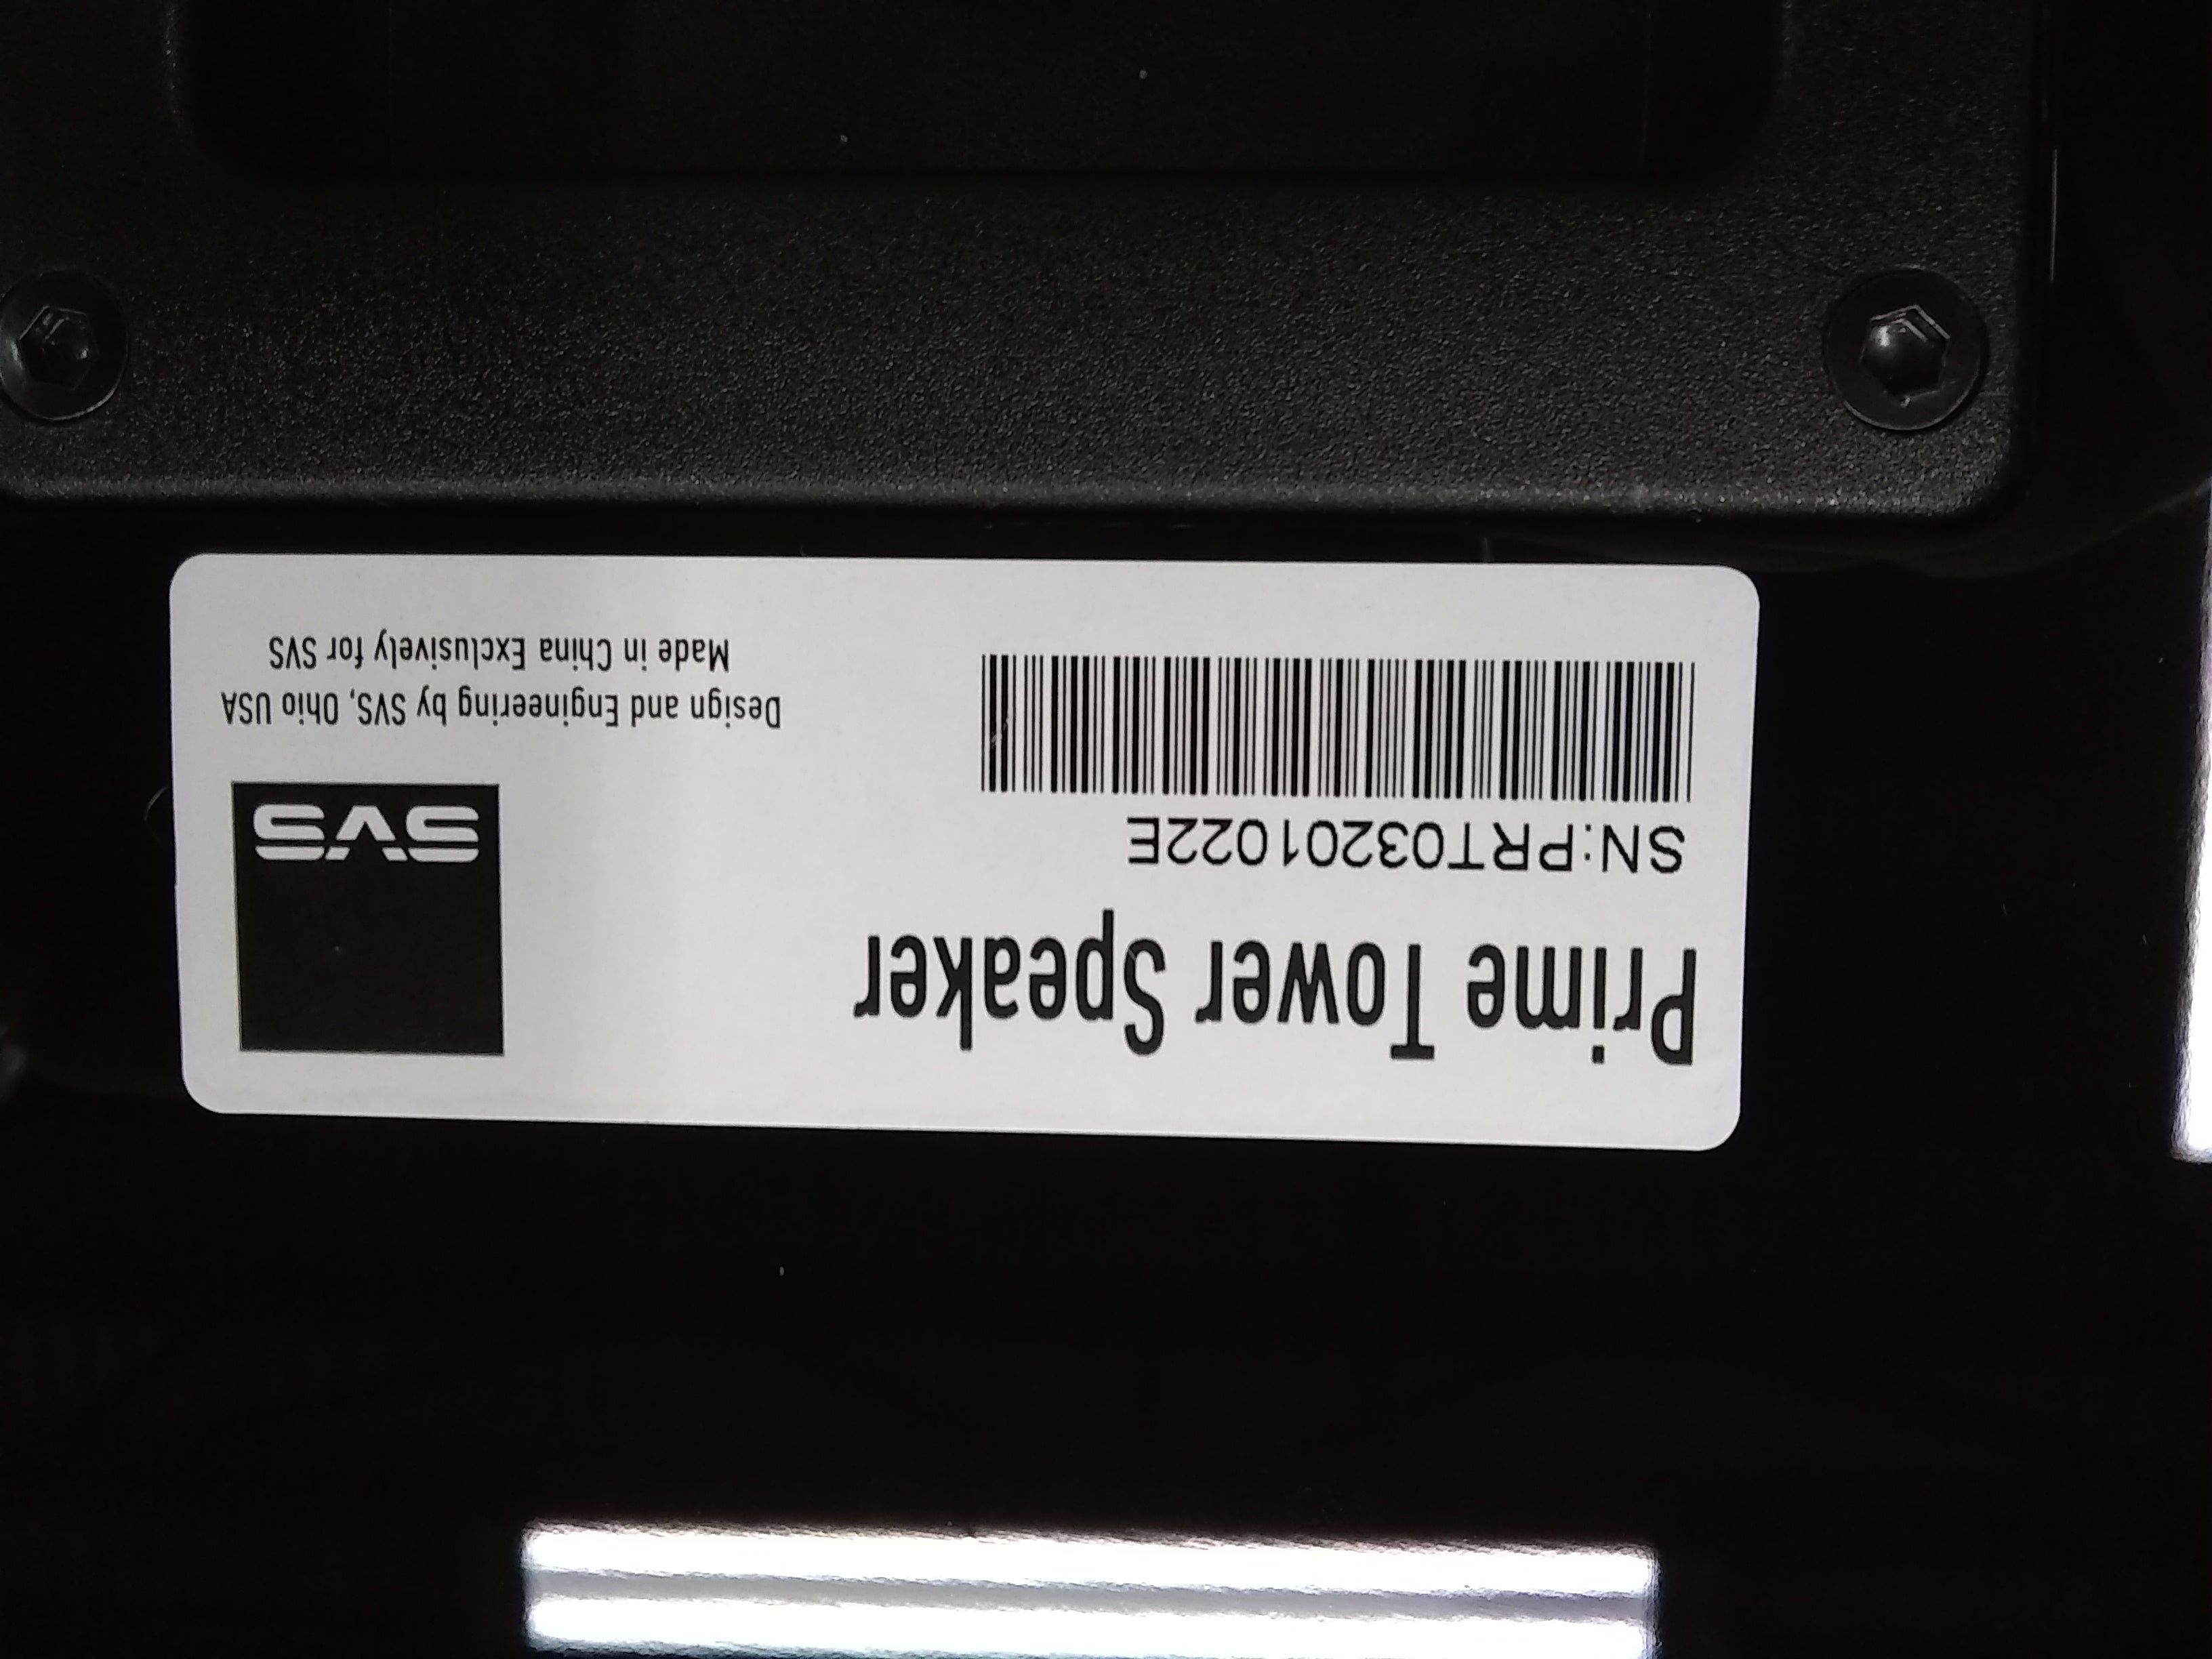 Prime Tower Speaker
SN:PRT03201022E
SVS
Design and Engineering by SVS, Ohio USA
Made in China Exclusively for SVS